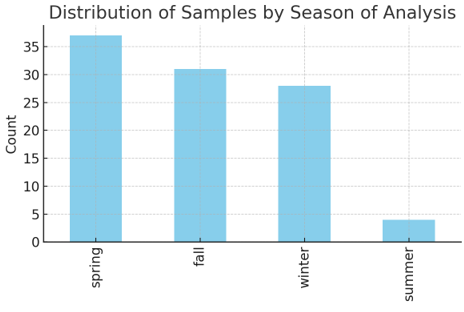 Distribution of Samples by Season of Analysis
35
30
25
20
15
10
5
0
Count
spring
fall
winter
summer